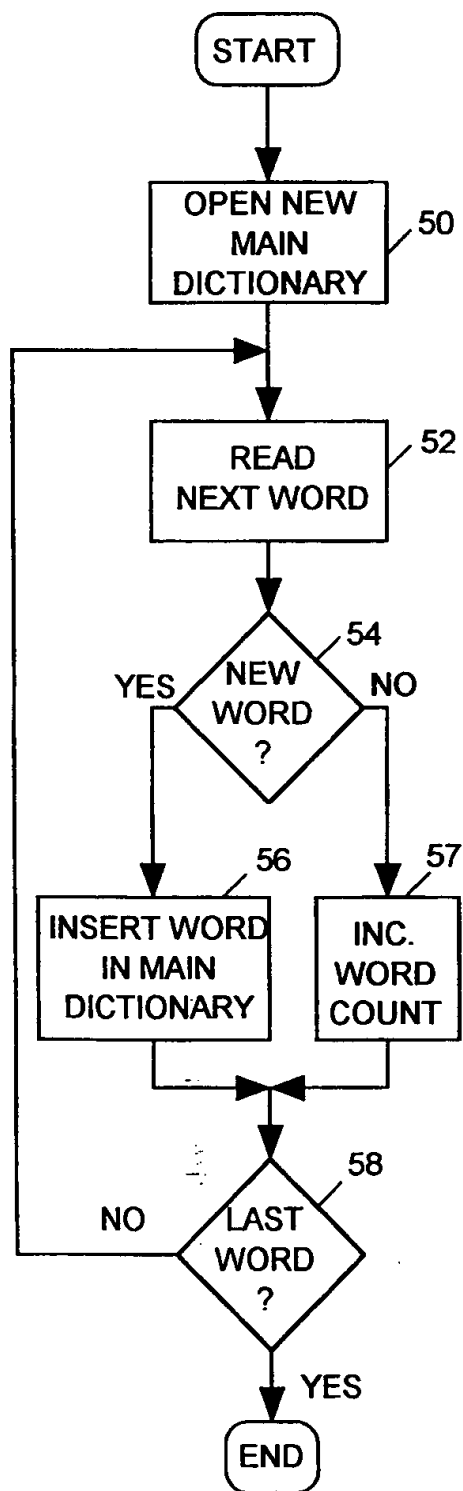 START
OPEN NEW
MAIN
DICTIONARY
50
READ
NEXT WORD
52
NEW
WORD
?
54
YES
NO
INSERT WORD
IN MAIN
DICTIONARY
56
INC.
WORD
COUNT
57
LAST
WORD
?
58
NO
YES
END